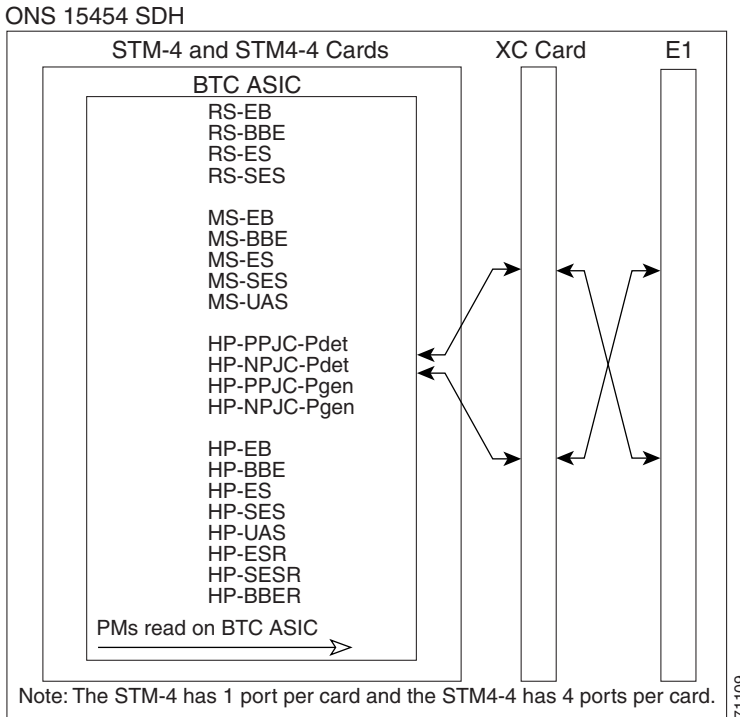 ONS 15454 SDH
STM-4 and STM4-4 Cards
XC Card
E1
BTC ASIC
RS-EB
RS-BBE
RS-ES
RS-SES
MS-EB
MS-BBE
MS-ES
MS-SES
MS-UAS
HP-PPJC-Pdet
HP-NPJC-Pdet
HP-PPJC-Pgen
HP-NPJC-Pgen
HP-EB
HP-BBE
HP-ES
HP-SES
HP-UAS
HP-ESR
HP-SESR
HP-BBER
PMs read on BTC ASIC
Note: The STM-4 has 1 port per card and the STM4-4 has 4 ports per card.
71109